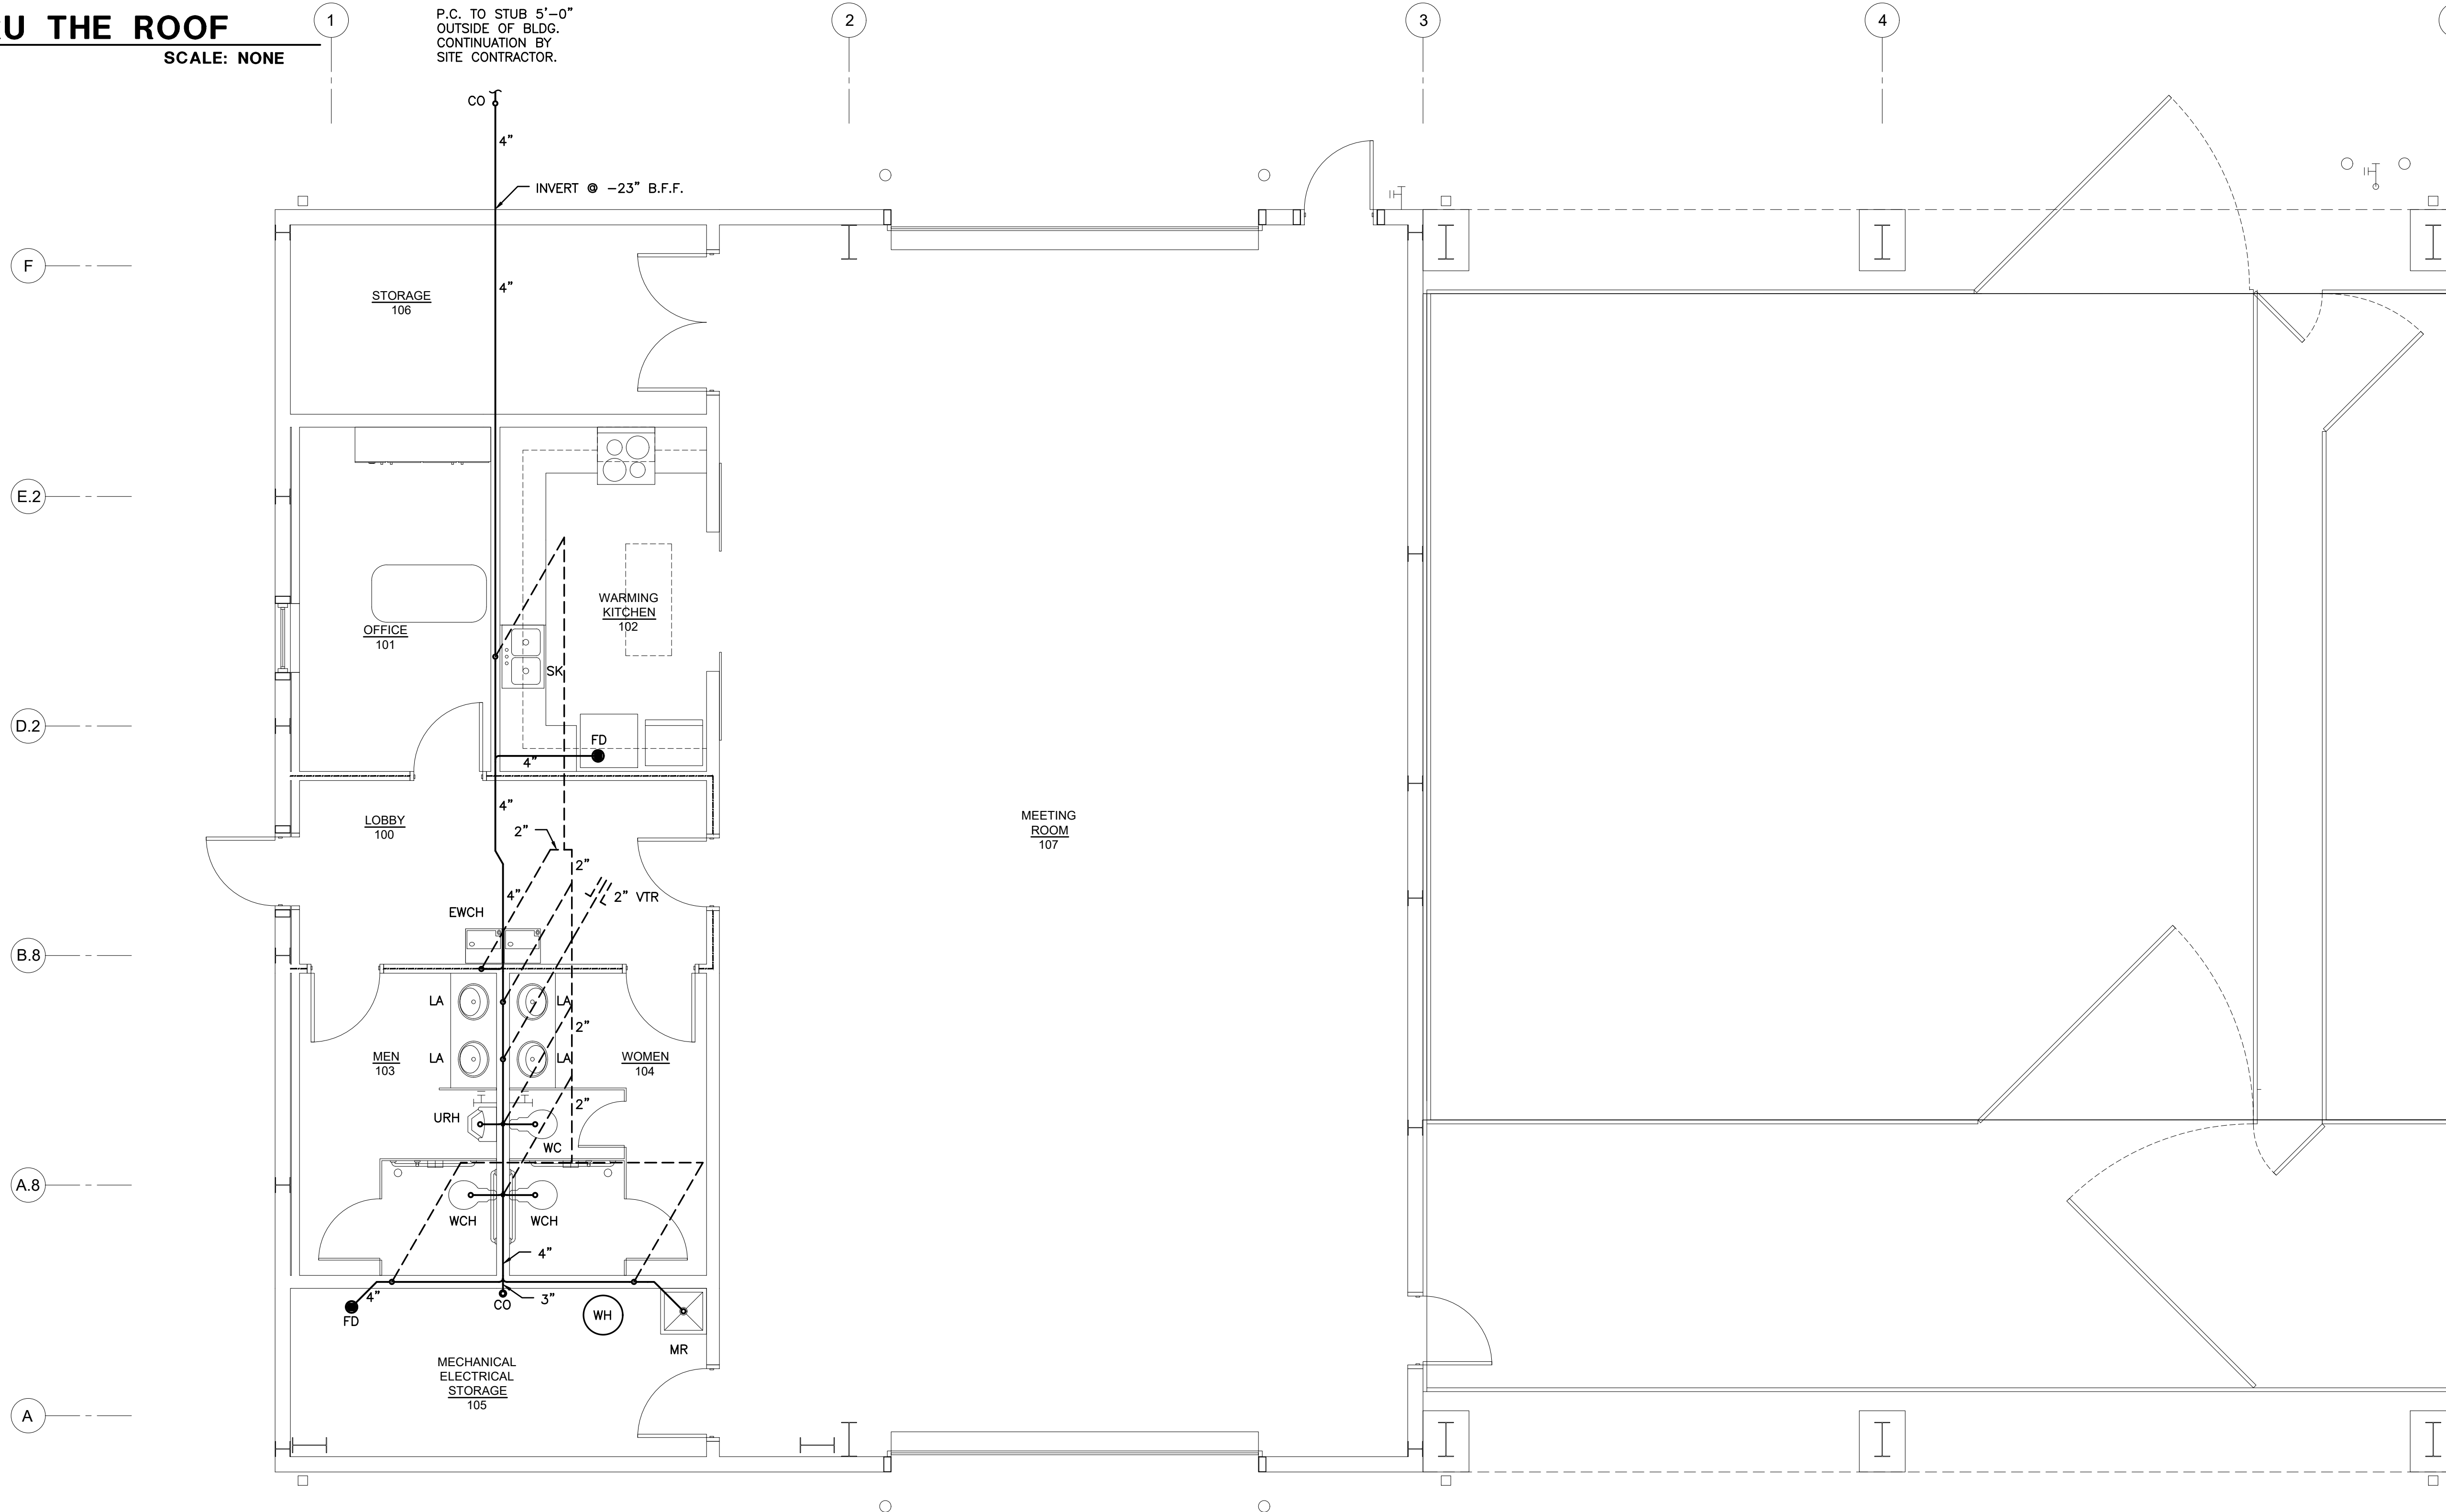 RU THE ROOF
SCALE: NONE
1
P.C. TO STUB 5'-0"
OUTSIDE OF BLDG.
CONTINUATION BY
SITE CONTRACTOR.
2
3
4
CO
4"
INVERT @ -23" B.F.F.
F
4"
STORAGE
106
E.2
WARMING
KITCHEN
102
OFFICE
101
SK
D.2
FD
4"
4"
LOBBY
100
MEETING
ROOM
107
2"
2"
4"
2" VTR
EWCH
B.8
LA
LA
2"
MEN
103
LA
LA
WOMEN
104
URH
2"
WC
A.8
WCH
WCH
4"
4"
FD
CO
3"
WH
MR
MECHANICAL
ELECTRICAL
STORAGE
105
A